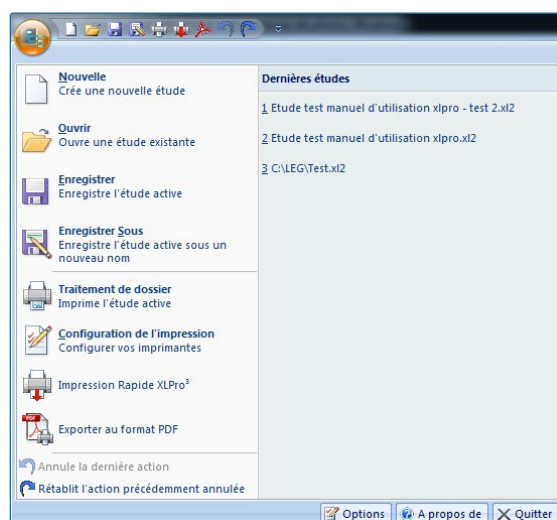 Nouvelle
Crée une nouvelle étude
Ouvrir
Ouvre une étude existante
Enregistrer
Enregistre l'étude active
Enregistrer Sous
Enregistre l'étude active sous un
nouveau nom
Traitement de dossier
Imprime l'étude active
Configuration de l'impression
Configurer vos imprimantes
Impression Rapide XLPro³
PDF
Exporter au format PDF
Annule la dernière action
Rétablit l'action précédemment annulée
Dernières études
1 Etude test manuel d'utilisation xlpro - test 2.xl2
2 Etude test manuel d'utilisation xlpro.xl2
3 C:\LEG\Test.xl2
Options
A propos de
Quitter